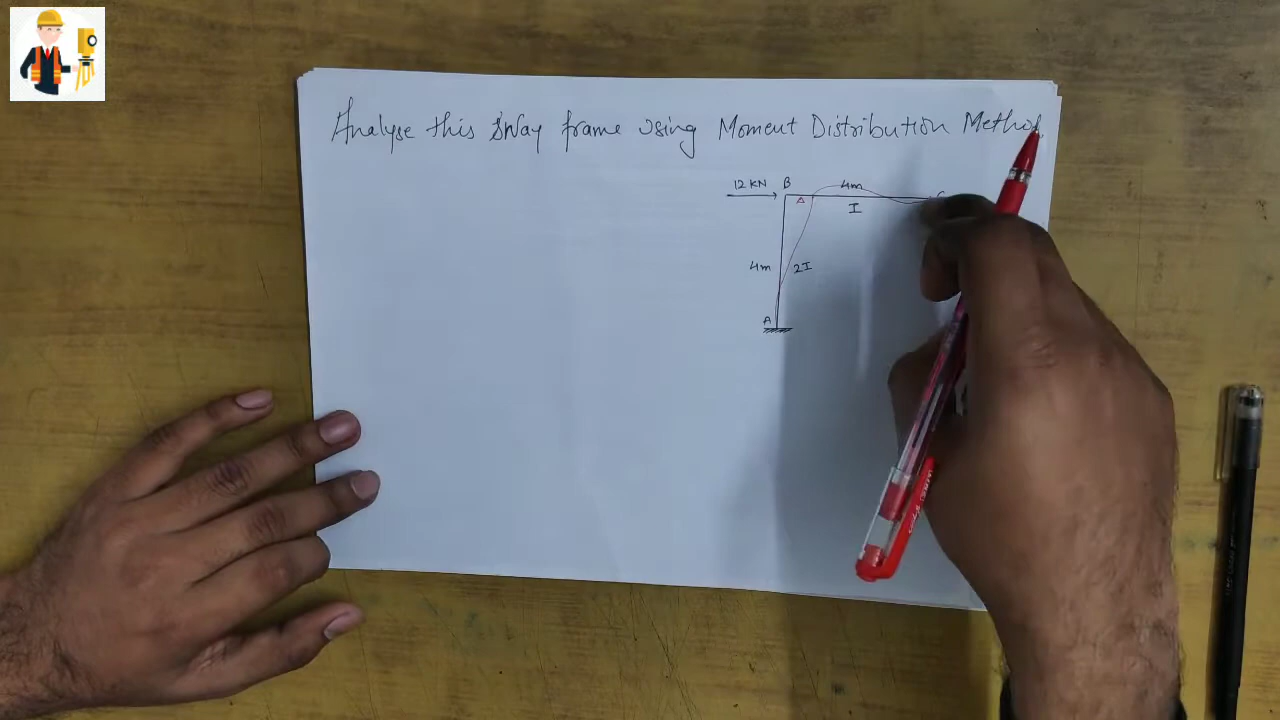 Analyse this sway frame using Moment Distribution Method.
12 KN B 4m C
I
4m 2I
A